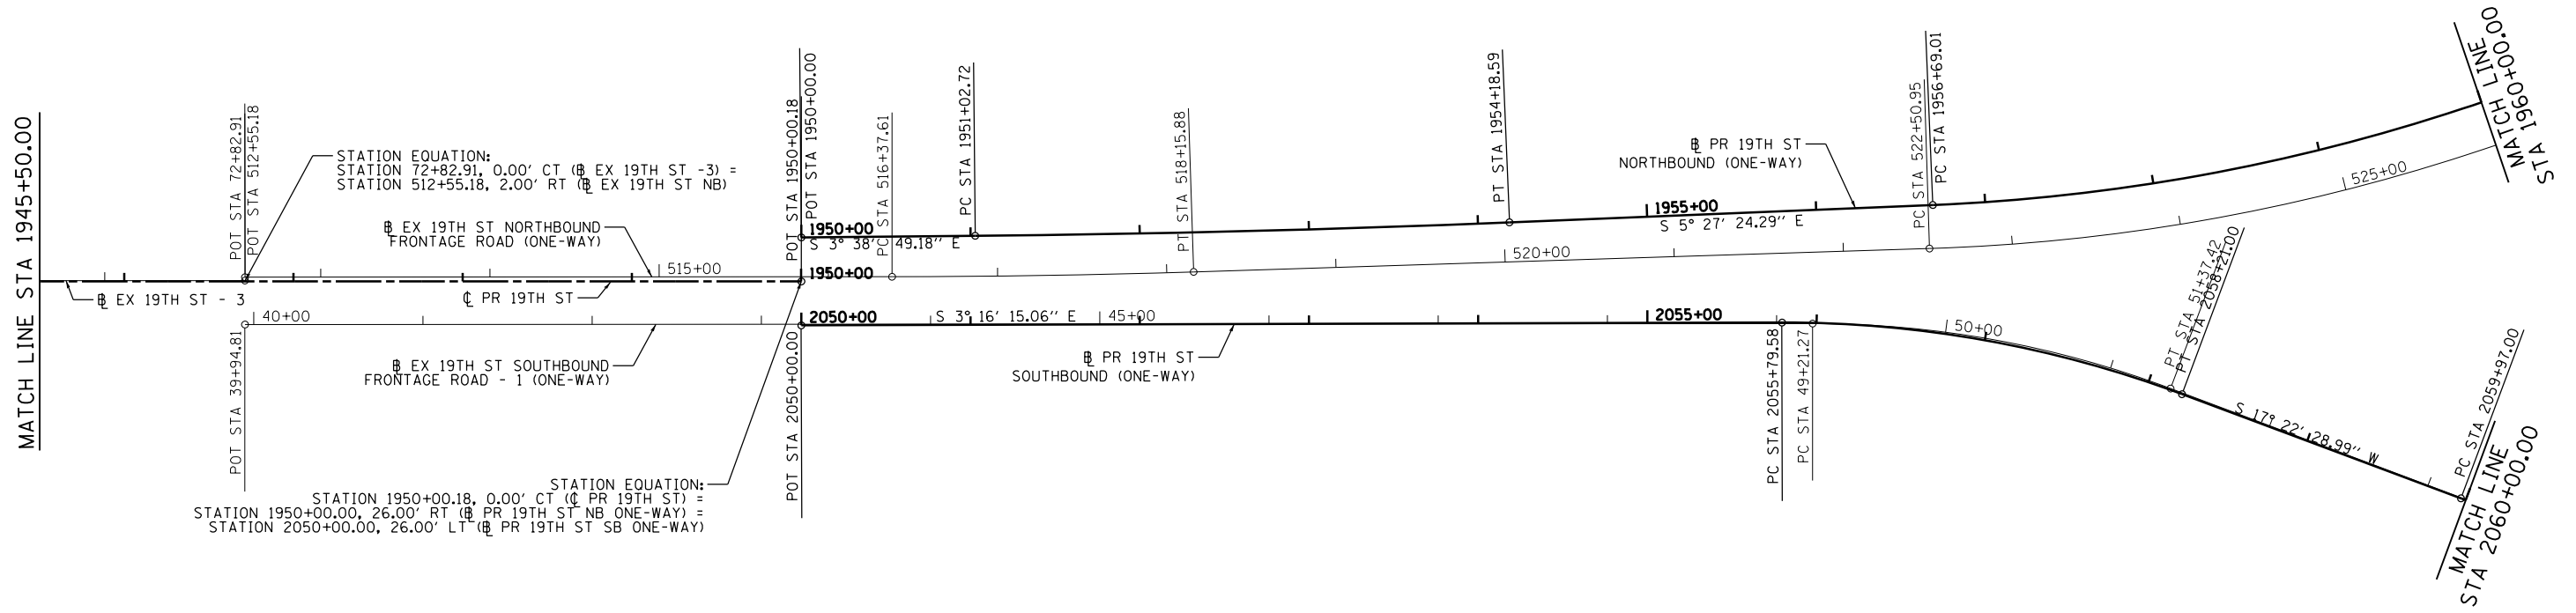 MATCH LINE STA 1945+50.00
POT STA 72+82.91
POT STA 512+55.18
STATION EQUATION:
STATION 72+82.91, 0.00' CT (℄ EX 19TH ST -3) =
STATION 512+55.18, 2.00' RT (℄ EX 19TH ST NB)
BL EX 19TH ST NORTHBOUND
FRONTAGE ROAD (ONE-WAY)
515+00
BL EX 19TH ST - 3
℄ PR 19TH ST
40+00
POT STA 39+94.81
BL EX 19TH ST SOUTHBOUND
FRONTAGE ROAD - 1 (ONE-WAY)
STATION EQUATION:
STATION 1950+00.18, 0.00' CT (℄ PR 19TH ST) =
STATION 1950+00.00, 26.00' RT (BL PR 19TH ST NB ONE-WAY) =
STATION 2050+00.00, 26.00' LT (BL PR 19TH ST SB ONE-WAY)
POT STA 1950+00.18
POT STA 1950+00.00
1950+00
S 3° 38' 49.18'' E
1950+00
2050+00
POT STA 2050+00.00
PC STA 516+37.61
PC STA 1951+02.72
S 3° 16' 15.06'' E
45+00
PT STA 518+15.88
BL PR 19TH ST
SOUTHBOUND (ONE-WAY)
PT STA 1954+18.59
520+00
BL PR 19TH ST
NORTHBOUND (ONE-WAY)
1955+00
S 5° 27' 24.29'' E
2055+00
PC STA 2055+79.58
PC STA 49+21.27
PC STA 522+50.95
PC STA 1956+69.01
50+00
PT STA 51+37.42
PT STA 2058+21.00
525+00
S 17° 22' 28.99'' W
PC STA 2059+97.00
MATCH LINE
STA 1960+00.00
MATCH LINE
STA 2060+00.00